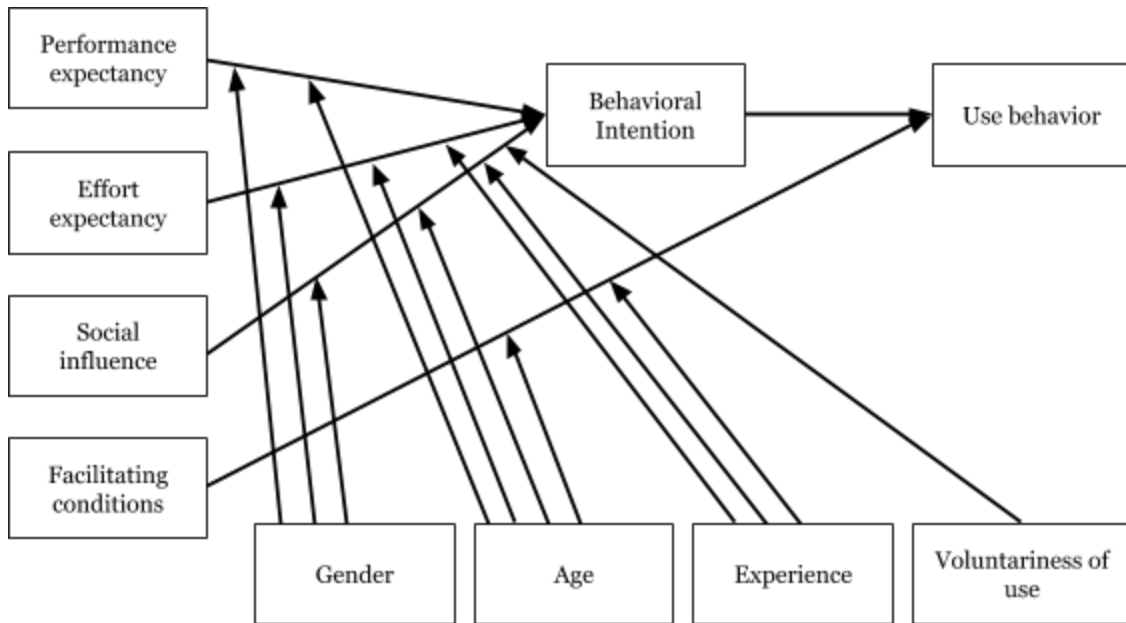 Performance
expectancy
Behavioral
Intention
Use behavior
Effort
expectancy
Social
influence
Facilitating
conditions
Gender
Age
Experience
Voluntariness of
use